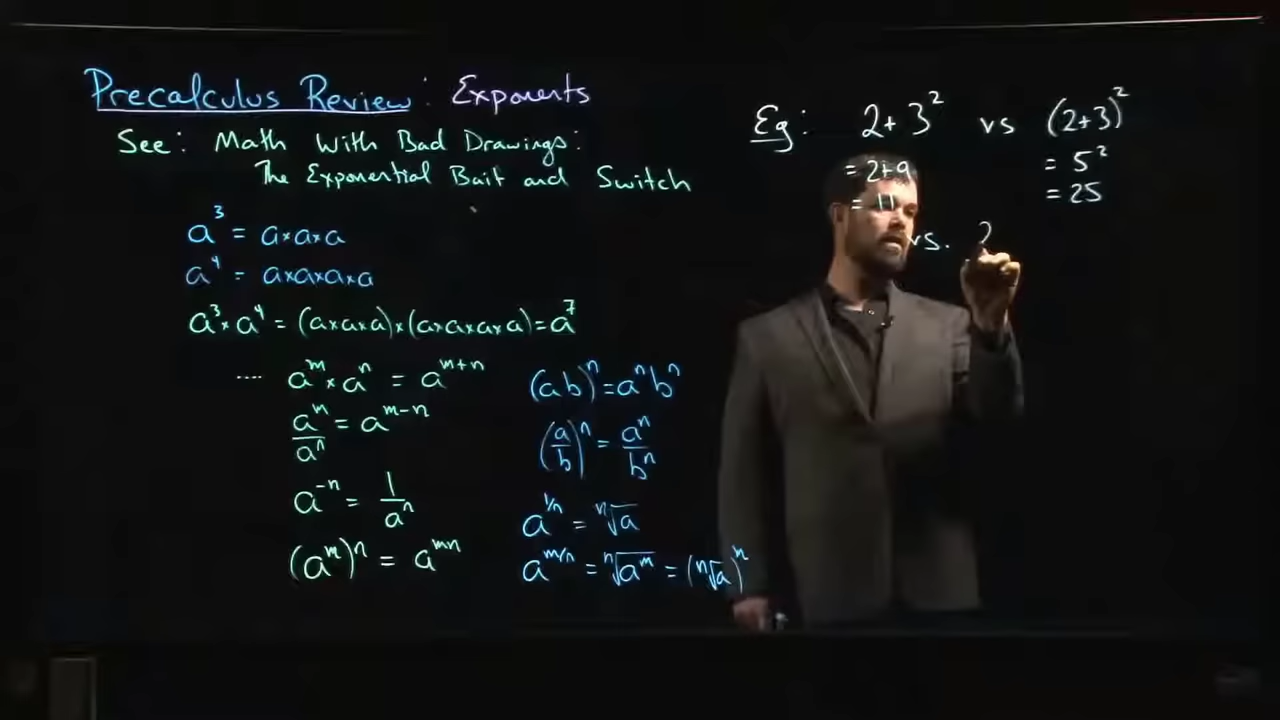 Precalculus Review: Exponents
See: Math With Bad Drawings:
The Exponential Bait and Switch
a³ = a×a×a
a⁴ = a×a×a×a
a³×a⁴ = (a×a×a)×(a×a×a×a)=a⁷
.... aᵐ×aⁿ = aᵐ⁺ⁿ
aᵐ/aⁿ = aᵐ⁻ⁿ
a⁻ⁿ = 1/aⁿ
(aᵐ)ⁿ = aᵐⁿ
(ab)ⁿ=aⁿbⁿ
(a/b)ⁿ = aⁿ/bⁿ
a^(1/n) = ⁿ√a
a^(m/n) = ⁿ√aᵐ = (ⁿ√a)ⁿ
Eg: 2+3² vs (2+3)²
= 2+9
= 11
= 5²
= 25
vs. 2